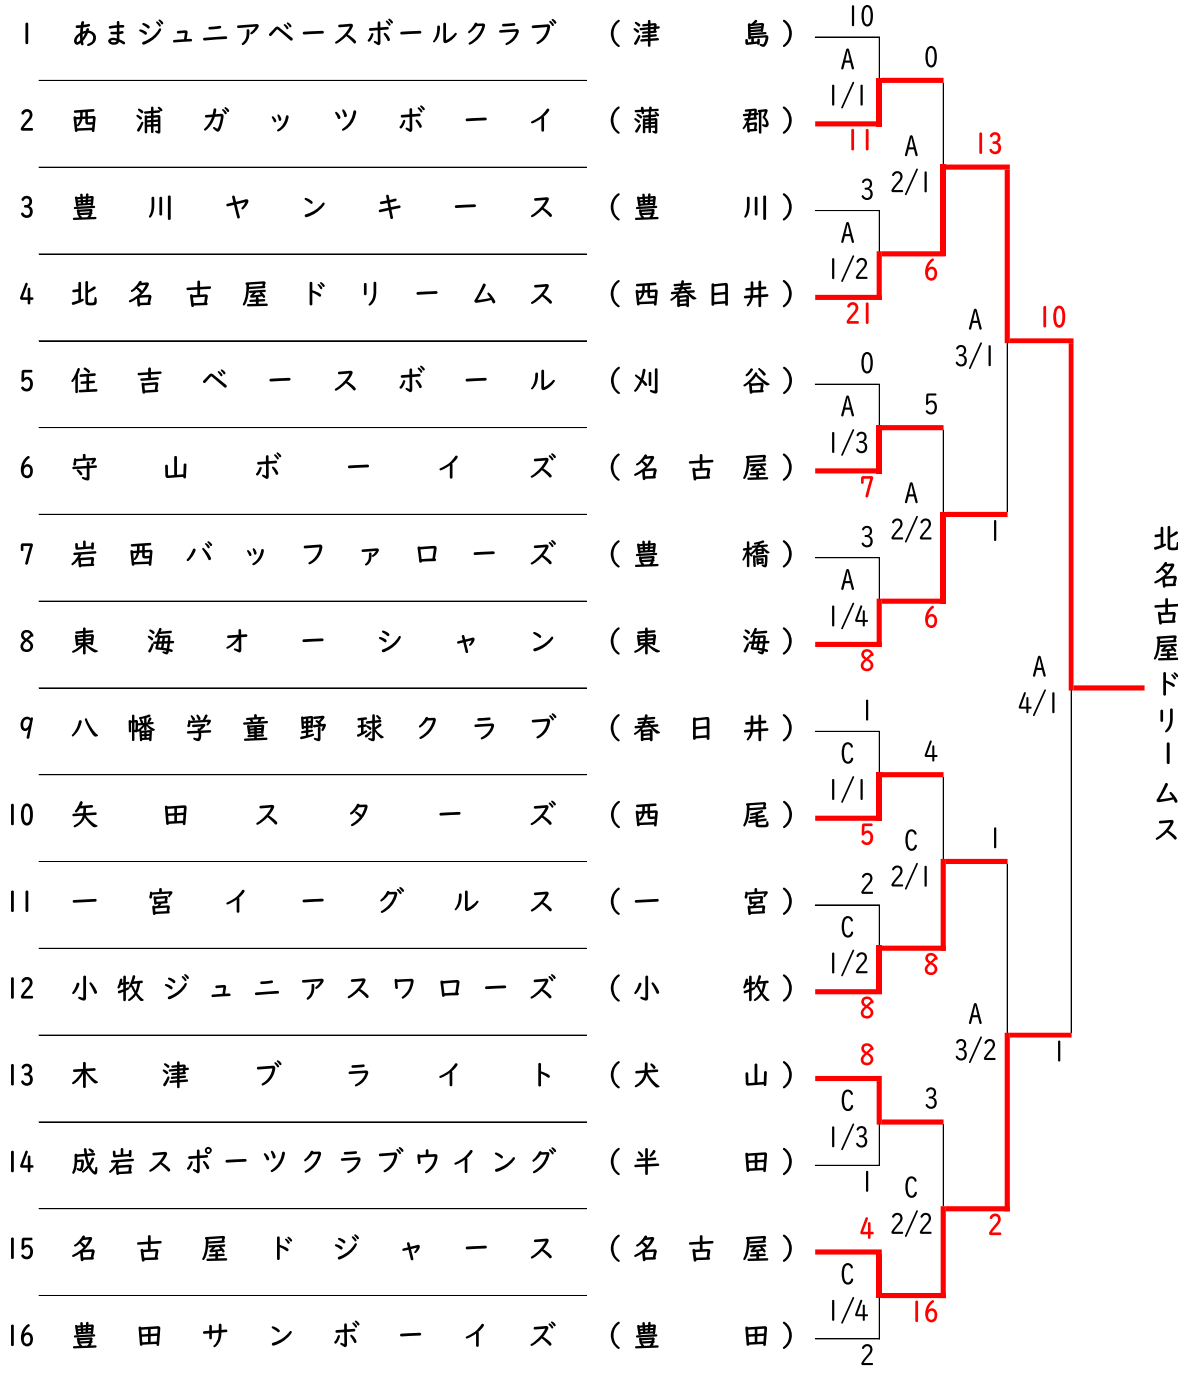 1 あまジュニアベースボールクラブ (津島)
2 西浦ガッツボーイ (蒲郡)
3 豊川ヤンキース (豊川)
4 北名古屋ドリームス (西春日井)
5 住吉ベースボール (刈谷)
6 守山ボーイズ (名古屋)
7 岩西バッファローズ (豊橋)
8 東海オーシャン (東海)
9 八幡学童野球クラブ (春日井)
10 矢田スターズ (西尾)
11 一宮イーグルス (一宮)
12 小牧ジュニアスワローズ (小牧)
13 木津ブライト (犬山)
14 成岩スポーツクラブウイング (半田)
15 名古屋ドジャース (名古屋)
16 豊田サンボーイズ (豊田)
10
A
1/1
11
3
A
1/2
21
0
A
1/3
7
3
A
1/4
8
1
C
1/1
5
2
C
1/2
8
8
C
1/3
1
4
C
1/4
2
0
A
2/1
6
5
A
2/2
6
4
C
2/1
8
3
C
2/2
16
13
A
3/1
1
1
A
3/2
2
10
A
4/1
1
北名古屋ドリームス